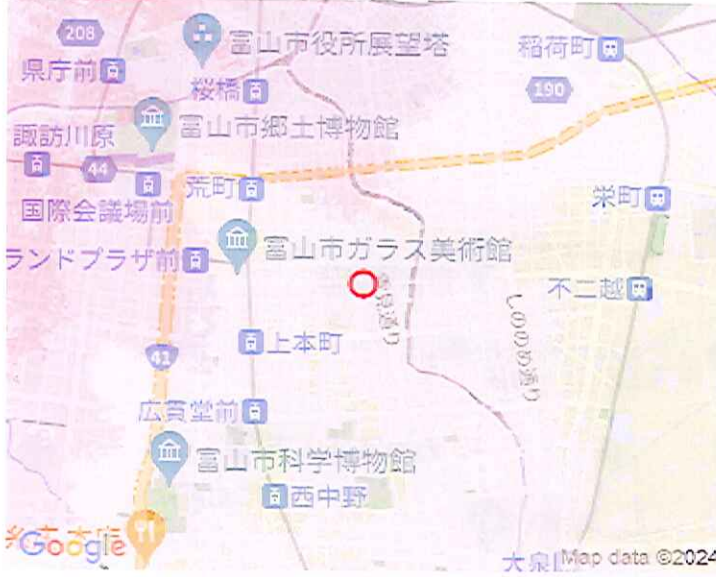 208
富山市役所展望塔
稲荷町
県庁前
桜橋
190
諏訪川原
富山市郷土博物館
44
荒町
国際会議場前
栄町
富山市ガラス美術館
ランドプラザ前
不二越
しののめ通り
上本町
41
広貫堂前
富山市科学博物館
西中野
Google
大泉
Map data ©2024